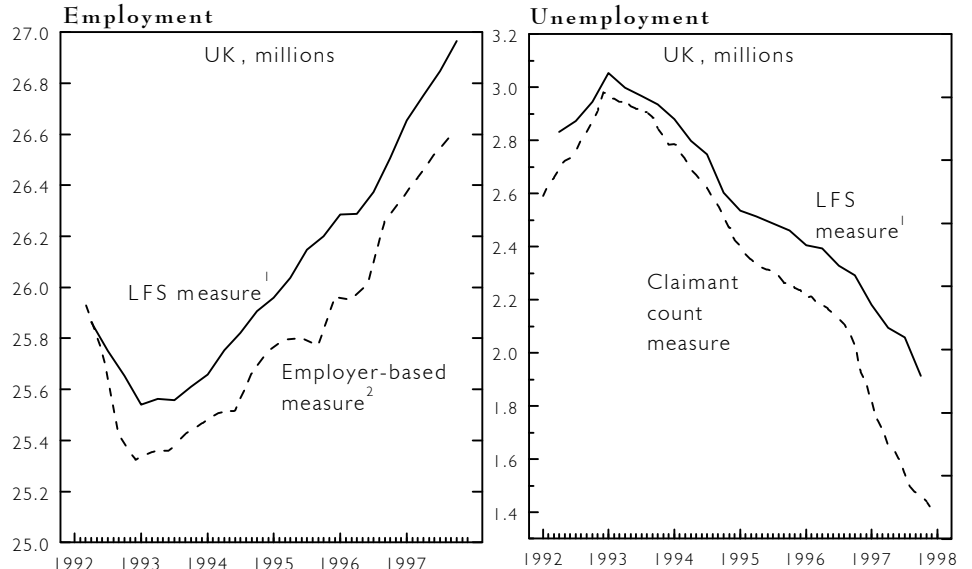 Employment
UK, millions
27.0
26.8
26.6
26.4
26.2
26.0
25.8
25.6
25.4
25.2
25.0
LFS measure¹
Employer-based
measure²
1992 1993 1994 1995 1996 1997
Unemployment
UK, millions
3.2
3.0
2.8
2.6
2.4
2.2
2.0
1.8
1.6
1.4
LFS
measure¹
Claimant
count
measure
1992 1993 1994 1995 1996 1997 1998